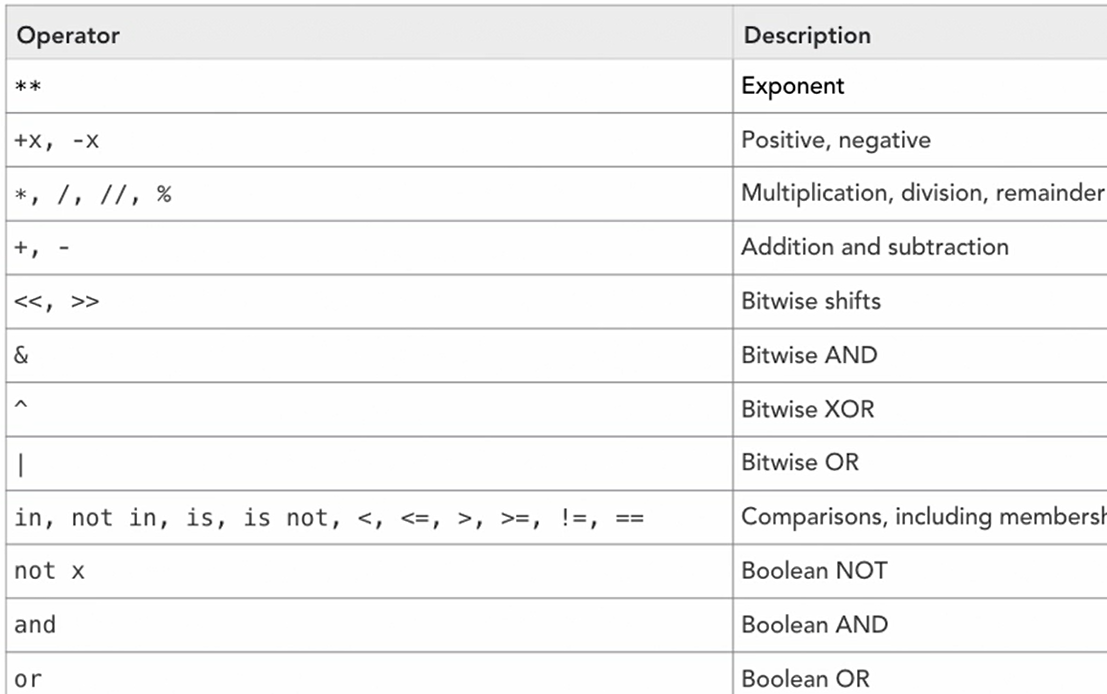 Operator Description
** Exponent
+x, -x Positive, negative
*, /, //, % Multiplication, division, remainder
+, - Addition and subtraction
<<, >> Bitwise shifts
& Bitwise AND
^ Bitwise XOR
| Bitwise OR
in, not in, is, is not, <, <=, >, >=, !=, == Comparisons, including
not x Boolean NOT
and Boolean AND
or Boolean OR